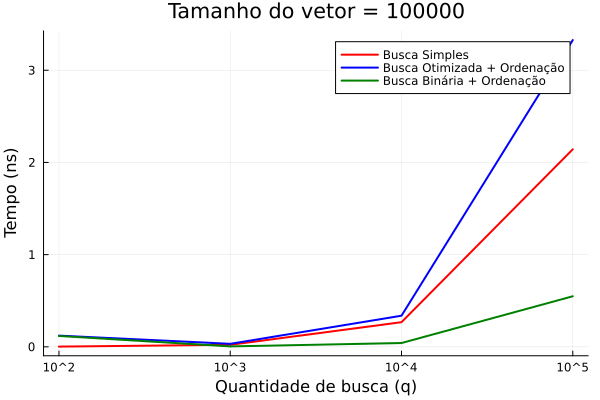 Tamanho do vetor = 100000
Busca Simples
Busca Otimizada + Ordenação
Busca Binária + Ordenação
Tempo (ns)
3
2
1
0
10^2
10^3
10^4
10^5
Quantidade de busca (q)